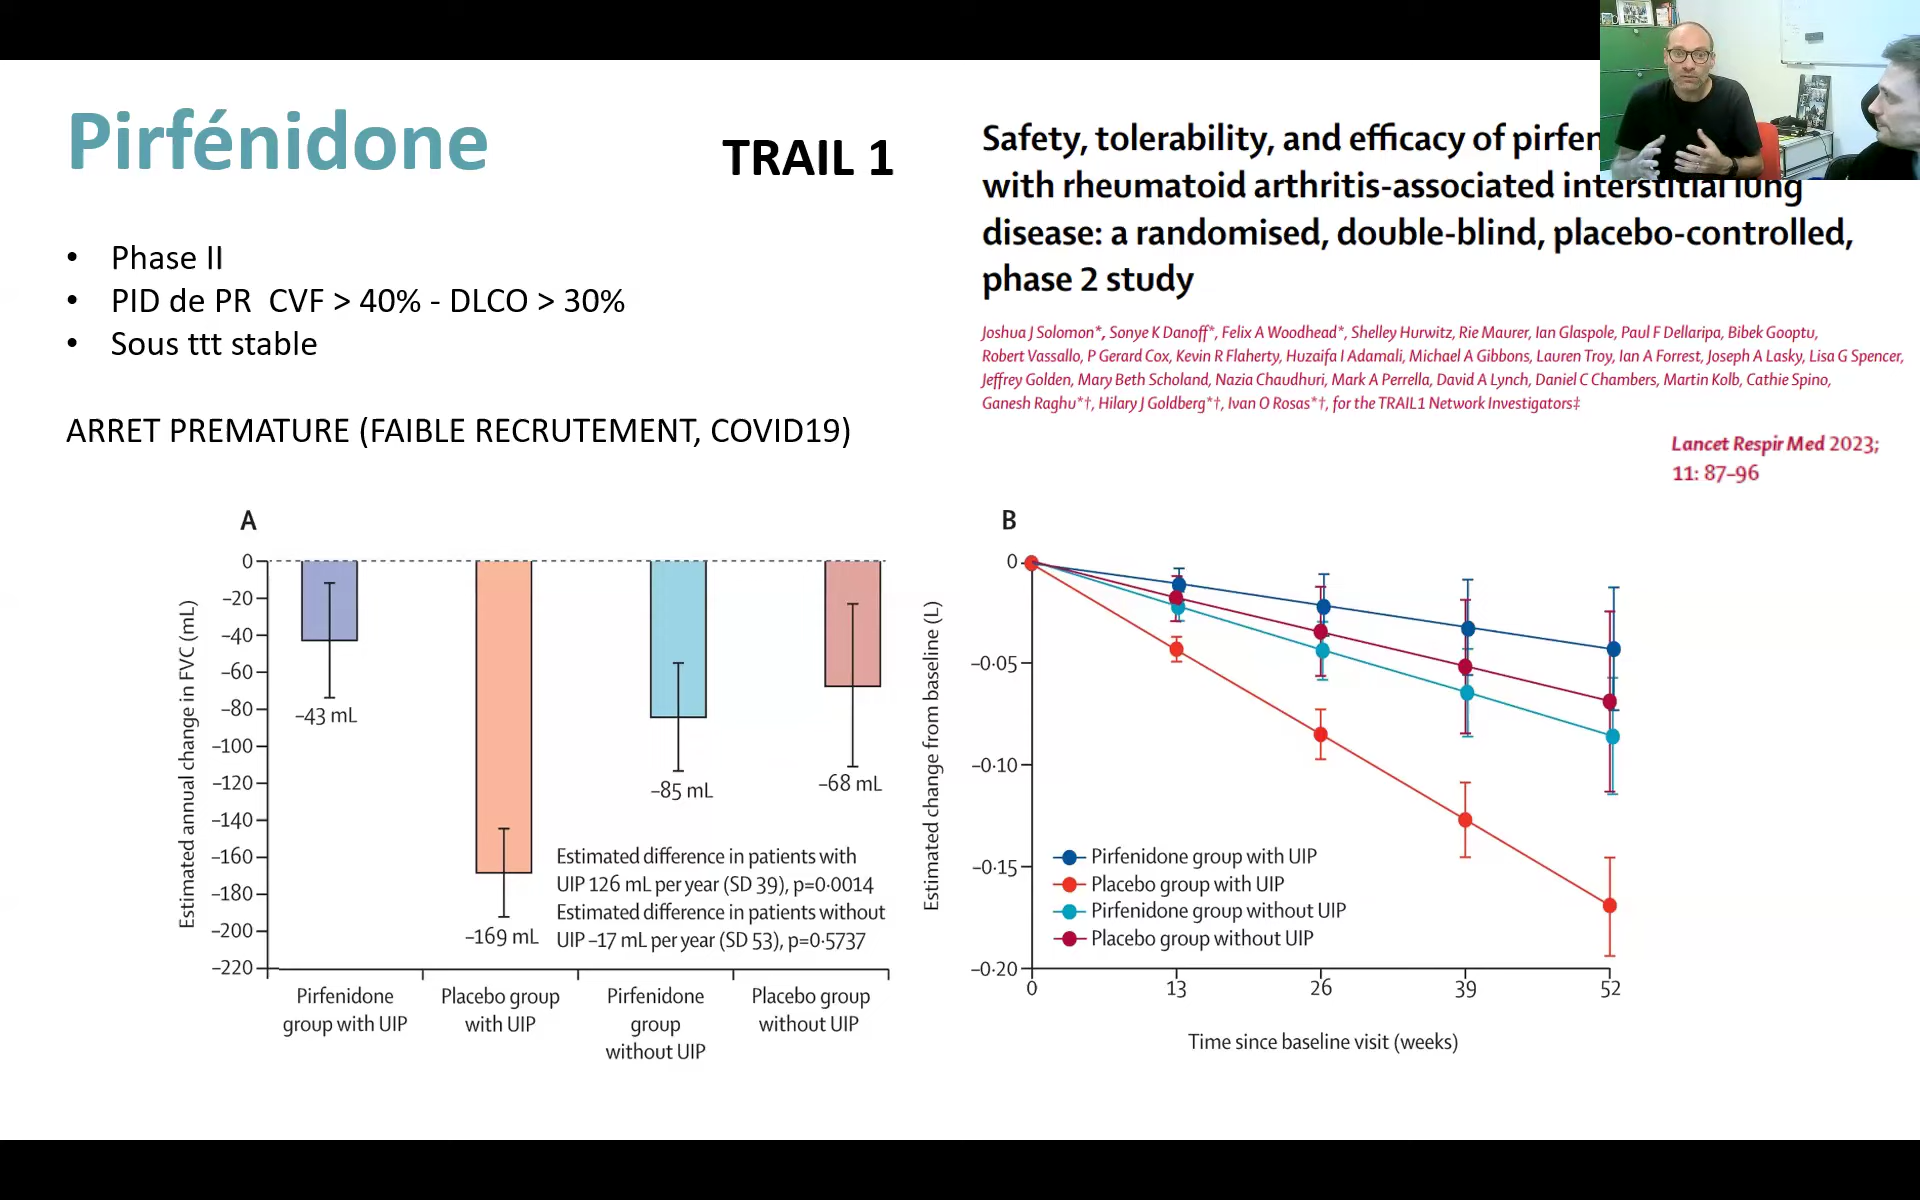 Pirfénidone
TRAIL 1
• Phase II
• PID de PR CVF > 40% - DLCO > 30%
• Sous ttt stable
ARRET PREMATURE (FAIBLE RECRUTEMENT, COVID19)
Safety, tolerability, and efficacy of
with rheumatoid arthritis-associated interstitial lung
disease: a randomised, double-blind, placebo-controlled,
phase 2 study
Joshua J Solomon*, Sonye K Danoff*, Felix A Woodhead*, Shelley Hurwitz, Rie Maurer, Ian Glaspole, Paul F Dellaripa, Bibek Gooptu,
Robert Vassallo, P Gerard Cox, Kevin R Flaherty, Huzaifa I Adamali, Michael A Gibbons, Lauren Troy, Ian A Forrest, Joseph A Lasky, Lisa G Spencer,
Jeffrey Golden, Mary Beth Scholand, Nazia Chaudhuri, Mark A Perrella, David A Lynch, Daniel C Chambers, Martin Kolb, Cathie Spino,
Ganesh Raghu*†, Hilary J Goldberg*†, Ivan O Rosas*†, for the TRAIL1 Network Investigators‡
Lancet Respir Med 2023;
11: 87–96
A
Estimated annual change in FVC (mL)
0
–20
–40
–60
–80
–100
–120
–140
–160
–180
–200
–220
–43 mL
–169 mL
–85 mL
–68 mL
Estimated difference in patients with
UIP 126 mL per year (SD 39), p=0·0014
Estimated difference in patients without
UIP –17 mL per year (SD 53), p=0·5737
Pirfenidone
group with UIP
Placebo group
with UIP
Pirfenidone
group
without UIP
Placebo group
without UIP
B
Estimated change from baseline (L)
0
–0·05
–0·10
–0·15
–0·20
Pirfenidone group with UIP
Placebo group with UIP
Pirfenidone group without UIP
Placebo group without UIP
0
13
26
39
52
Time since baseline visit (weeks)